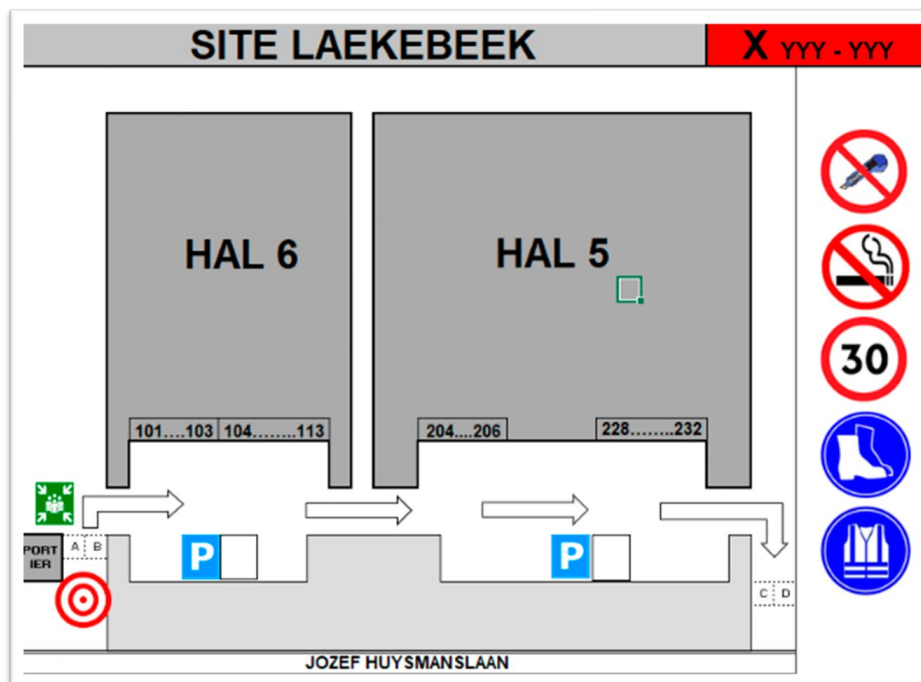 SITE LAEKEBEEK
X YYY - YYY
HAL 6
HAL 5
30
101....103
104........113
204....206
228........232
PORT
IER
A B
P
P
C D
JOZEF HUYSMANSLAAN